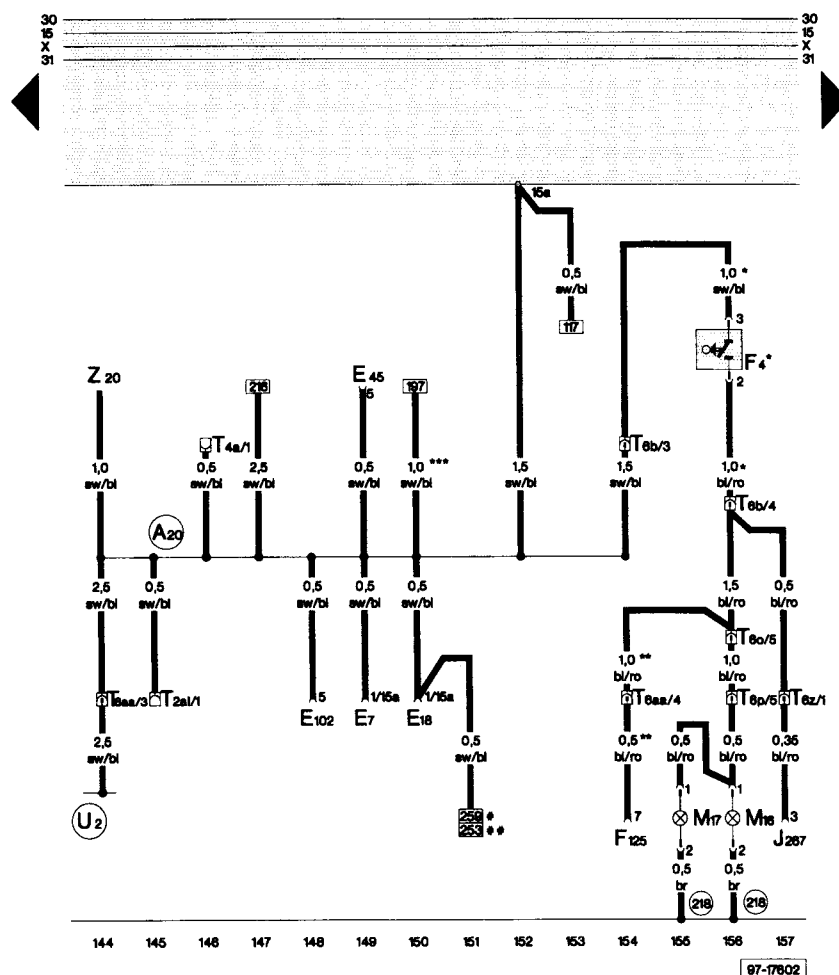 30 30
15 15
X X
31 31
15a
0,5 1,0 *
sw/bl sw/bl
117
3
F4*
2
Z20 216 E45 197
5
T4a/1 T6b/3
1,0 0,5 2,5 0,5 1,0 *** 1,5 1,5 1,0 *
sw/bl sw/bl sw/bl sw/bl sw/bl sw/bl sw/bl bl/ro
T6b/4
A20
2,5 0,5 0,5 0,5 0,5 1,5 0,5
sw/bl sw/bl sw/bl sw/bl sw/bl bl/ro bl/ro
T6o/5
1,0 ** 1,0
bl/ro bl/ro
T2al/1 5 1/15a 1/15a T6aa/4 T6p/5 T6z/1
E102 E7 E18
2,5 0,5 0,5 ** 0,5 0,5 0,35
sw/bl sw/bl bl/ro bl/ro bl/ro bl/ro
1 1
U2 259 #
253 # #
7 M17 M16 3
F125 J267
2 2
0,5 0,5
br br
218 218
144 145 146 147 148 149 150 151 152 153 154 155 156 157
97-17602